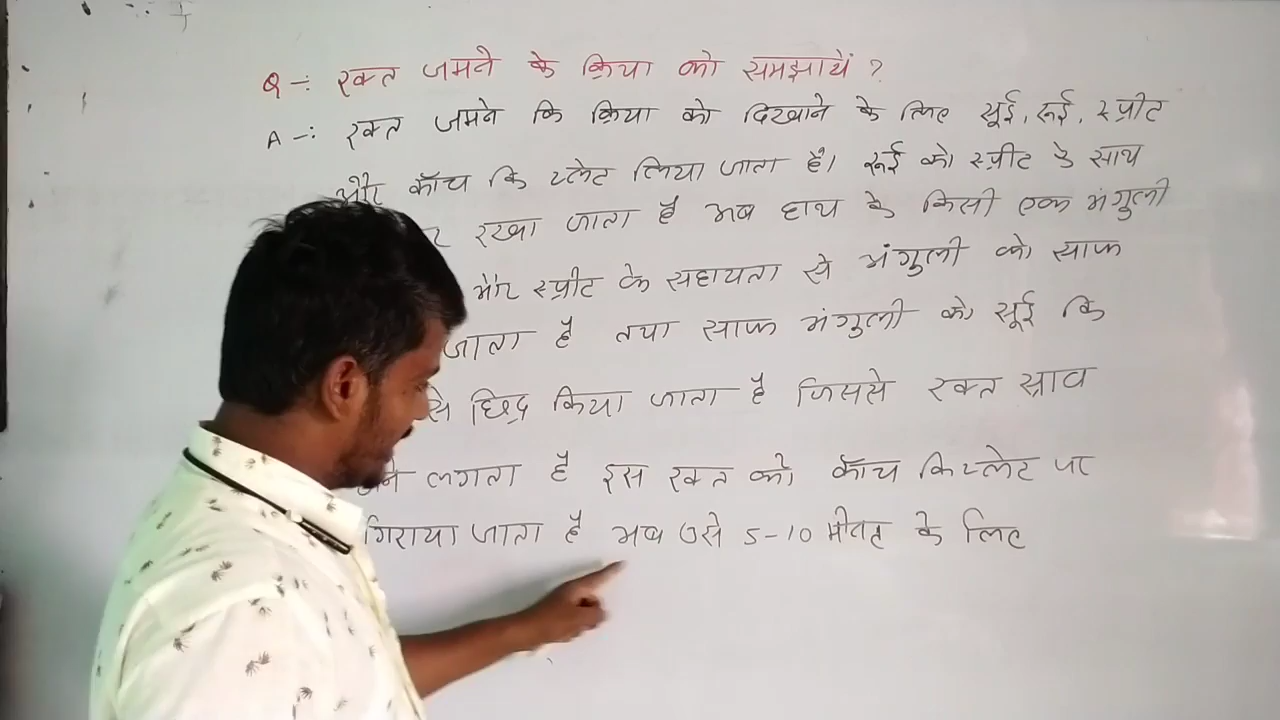 Q -: रक्त जमने के क्रिया को समझायें ?
A -: रक्त जमने कि क्रिया को दिखाने के लिए सूई, रूई, स्प्रीट
और काँच कि प्लेट लिया जाता है। रूई को स्प्रीट के साथ
रखा जाता है अब हाथ के किसी एक अंगुली
और स्प्रीट के सहायता से अंगुली को साफ
जाता है तथा साफ अंगुली को सूई कि
से छिद्र किया जाता है जिससे रक्त स्राव
लगता है इस रक्त को काँच कि प्लेट पर
गिराया जाता है अब उसे 5-10 मीनट के लिए